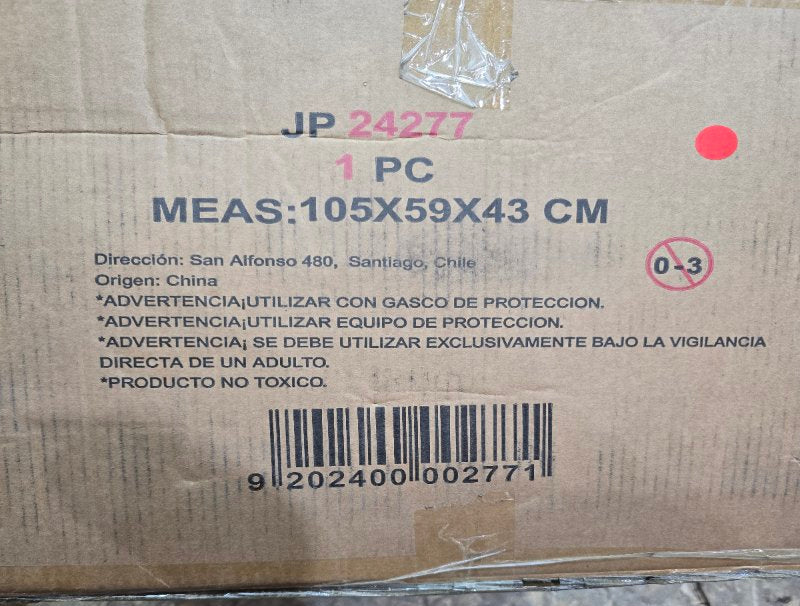 JP 24277
1 PC
MEAS:105X59X43 CM
Dirección: San Alfonso 480, Santiago, Chile
Origen: China
0-3
*ADVERTENCIA¡UTILIZAR CON GASCO DE PROTECCION.
*ADVERTENCIA¡UTILIZAR EQUIPO DE PROTECCION.
*ADVERTENCIA¡ SE DEBE UTILIZAR EXCLUSIVAMENTE BAJO LA VIGILANCIA
DIRECTA DE UN ADULTO.
*PRODUCTO NO TOXICO.
9 202400 002771